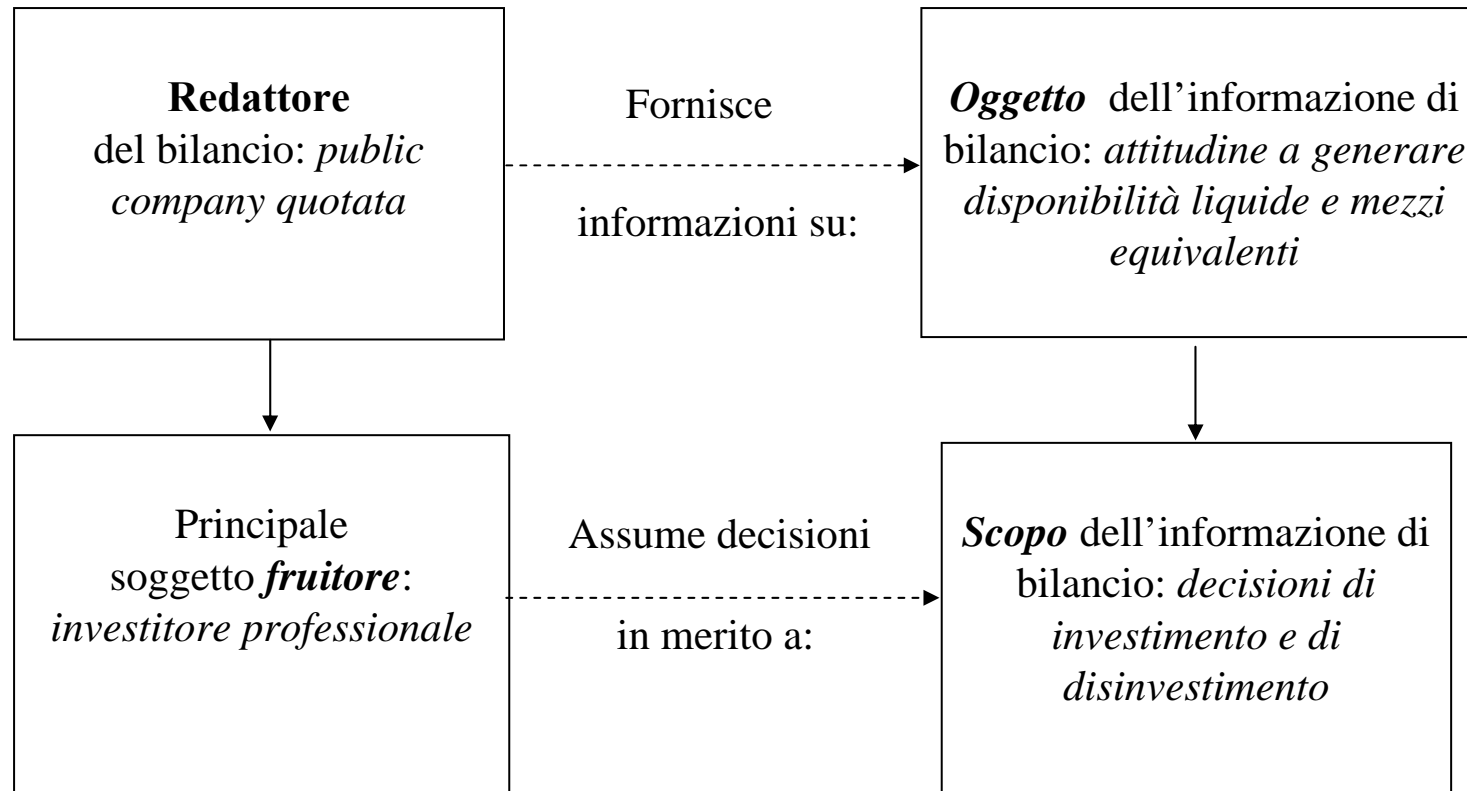 Redattore
del bilancio: public
company quotata
Fornisce
informazioni su:
Oggetto dell’informazione di
bilancio: attitudine a generare
disponibilità liquide e mezzi
equivalenti
Principale
soggetto fruitore:
investitore professionale
Assume decisioni
in merito a:
Scopo dell’informazione di
bilancio: decisioni di
investimento e di
disinvestimento